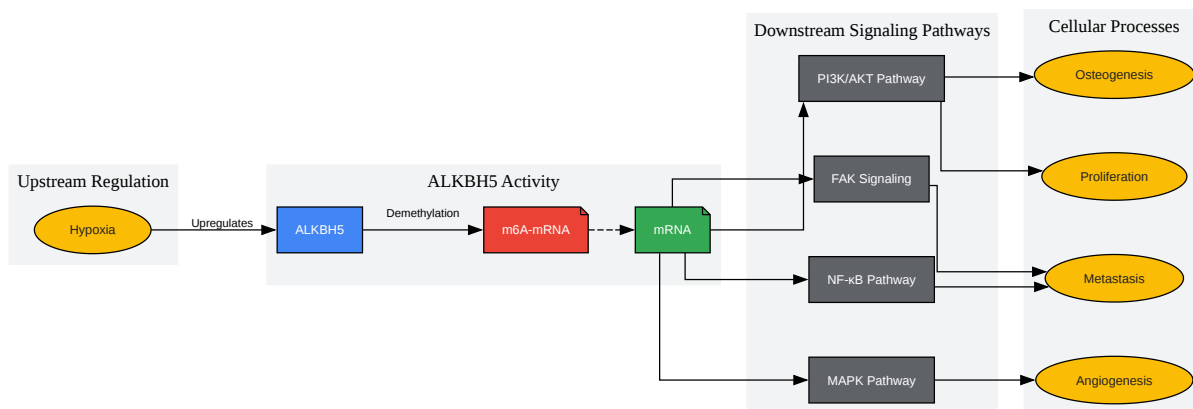 Upstream Regulation
Hypoxia
Upregulates
ALKBH5 Activity
ALKBH5
Demethylation
m6A-mRNA
mRNA
Downstream Signaling Pathways
PI3K/AKT Pathway
FAK Signaling
NF-κB Pathway
MAPK Pathway
Cellular Processes
Osteogenesis
Proliferation
Metastasis
Angiogenesis